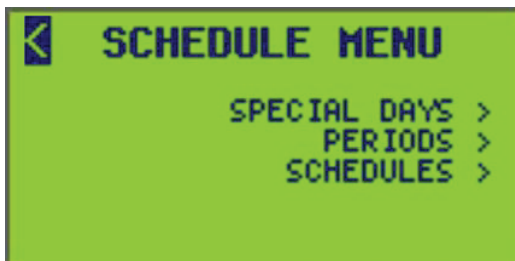 < SCHEDULE MENU
SPECIAL DAYS >
PERIODS >
SCHEDULES >